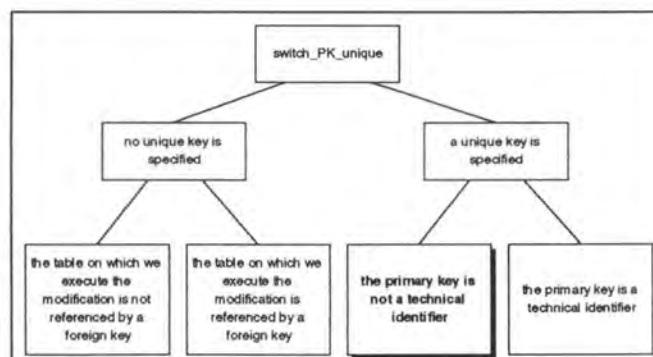 switch_PK_unique
no unique key is
specified
a unique key is
specified
the table on which we
execute the
modification is not
referenced by a
foreign key
the table on which we
execute the
modification is
referenced by a
foreign key
the primary key is
not a technical
identifier
the primary key is a
technical identifier